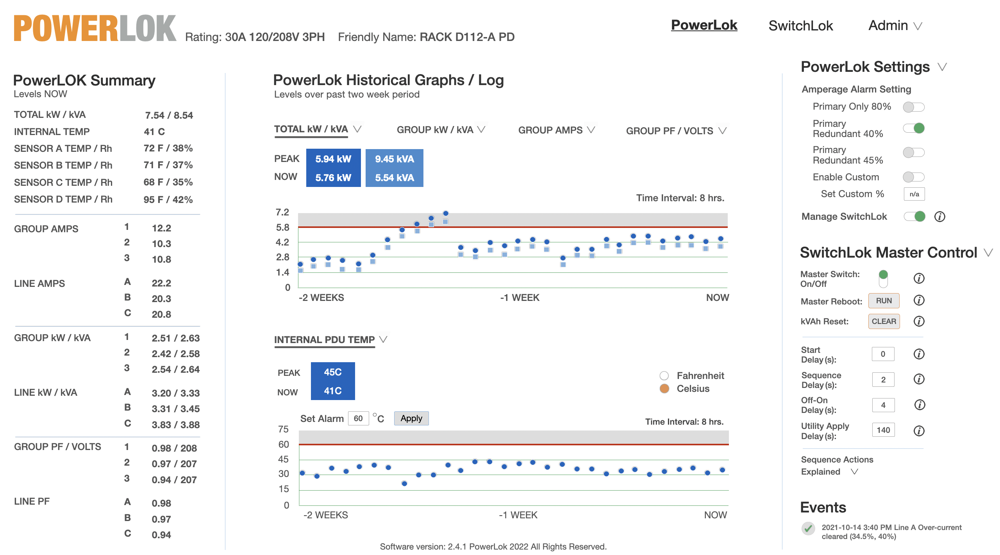 POWERLOK
Rating: 30A 120/208V 3PH Friendly Name: RACK D112-A PD
PowerLok SwitchLok Admin
PowerLOK Summary
Levels NOW
TOTAL kW / kVA 7.54 / 8.54
INTERNAL TEMP 41 C
SENSOR A TEMP / Rh 72 F / 38%
SENSOR B TEMP / Rh 71 F / 37%
SENSOR C TEMP / Rh 68 F / 35%
SENSOR D TEMP / Rh 95 F / 42%
GROUP AMPS 1 12.2
2 10.3
3 10.8
LINE AMPS A 22.2
B 20.3
C 20.8
GROUP kW / kVA 1 2.51 / 2.63
2 2.42 / 2.58
3 2.54 / 2.64
LINE kW / kVA A 3.20 / 3.33
B 3.31 / 3.45
C 3.83 / 3.88
GROUP PF / VOLTS 1 0.98 / 208
2 0.97 / 207
3 0.94 / 207
LINE PF A 0.98
B 0.97
C 0.94
PowerLok Historical Graphs / Log
Levels over past two week period
TOTAL kW / kVA GROUP kW / kVA GROUP AMPS GROUP PF / VOLTS
PEAK 5.94 kW 9.45 kVA
NOW 5.76 kW 5.54 kVA
Time Interval: 8 hrs.
7.2
5.8
4.2
2.8
1.4
0
-2 WEEKS -1 WEEK NOW
INTERNAL PDU TEMP
PEAK 45C
NOW 41C
Fahrenheit
Celsius
Set Alarm 60 °C Apply
Time Interval: 8 hrs.
75
60
45
30
15
0
-2 WEEKS -1 WEEK NOW
Software version: 2.4.1 PowerLok 2022 All Rights Reserved.
PowerLok Settings
Amperage Alarm Setting
Primary Only 80%
Primary
Redundant 40%
Primary
Redundant 45%
Enable Custom
Set Custom % n/a
Manage SwitchLok i
SwitchLok Master Control
Master Switch:
On/Off i
Master Reboot: RUN i
kVAh Reset: CLEAR i
Start
Delay (s): 0 i
Sequence
Delay (s): 2 i
Off-On
Delay (s): 4 i
Utility Apply
Delay (s): 140 i
Sequence Actions
Explained
Events
2021-10-14 3:40 PM Line A Over-current
cleared (34.5%, 40%)